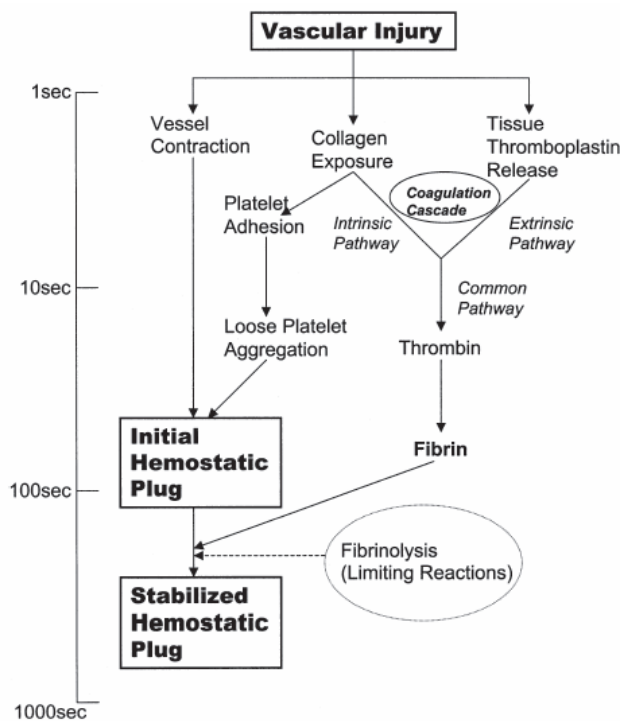 Vascular Injury
1sec
Vessel
Contraction
Collagen
Exposure
Tissue
Thromboplastin
Release
Coagulation
Cascade
Platelet
Adhesion
Intrinsic
Pathway
Extrinsic
Pathway
10sec
Common
Pathway
Loose Platelet
Aggregation
Thrombin
Initial
Hemostatic
Plug
Fibrin
100sec
Fibrinolysis
(Limiting Reactions)
Stabilized
Hemostatic
Plug
1000sec